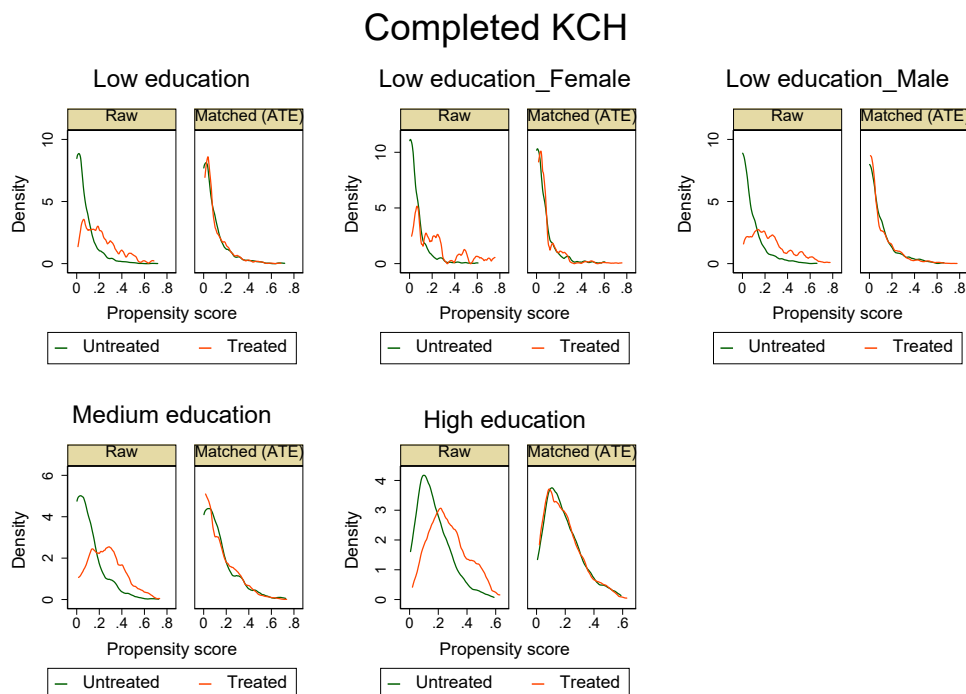 Completed KCH
Low education
Raw
Matched (ATE)
Density
0
5
10
0 .2 .4 .6 .8
0 .2 .4 .6 .8
Propensity score
Untreated Treated
Low education_Female
Raw
Matched (ATE)
Density
0
5
10
0 .2 .4 .6 .8
0 .2 .4 .6 .8
Propensity score
Untreated Treated
Low education_Male
Raw
Matched (ATE)
Density
0
5
10
0 .2 .4 .6 .8
0 .2 .4 .6 .8
Propensity score
Untreated Treated
Medium education
Raw
Matched (ATE)
Density
0
2
4
6
0 .2 .4 .6 .8
0 .2 .4 .6 .8
Propensity score
Untreated Treated
High education
Raw
Matched (ATE)
Density
0
1
2
3
4
0 .2 .4 .6
0 .2 .4 .6
Propensity score
Untreated Treated